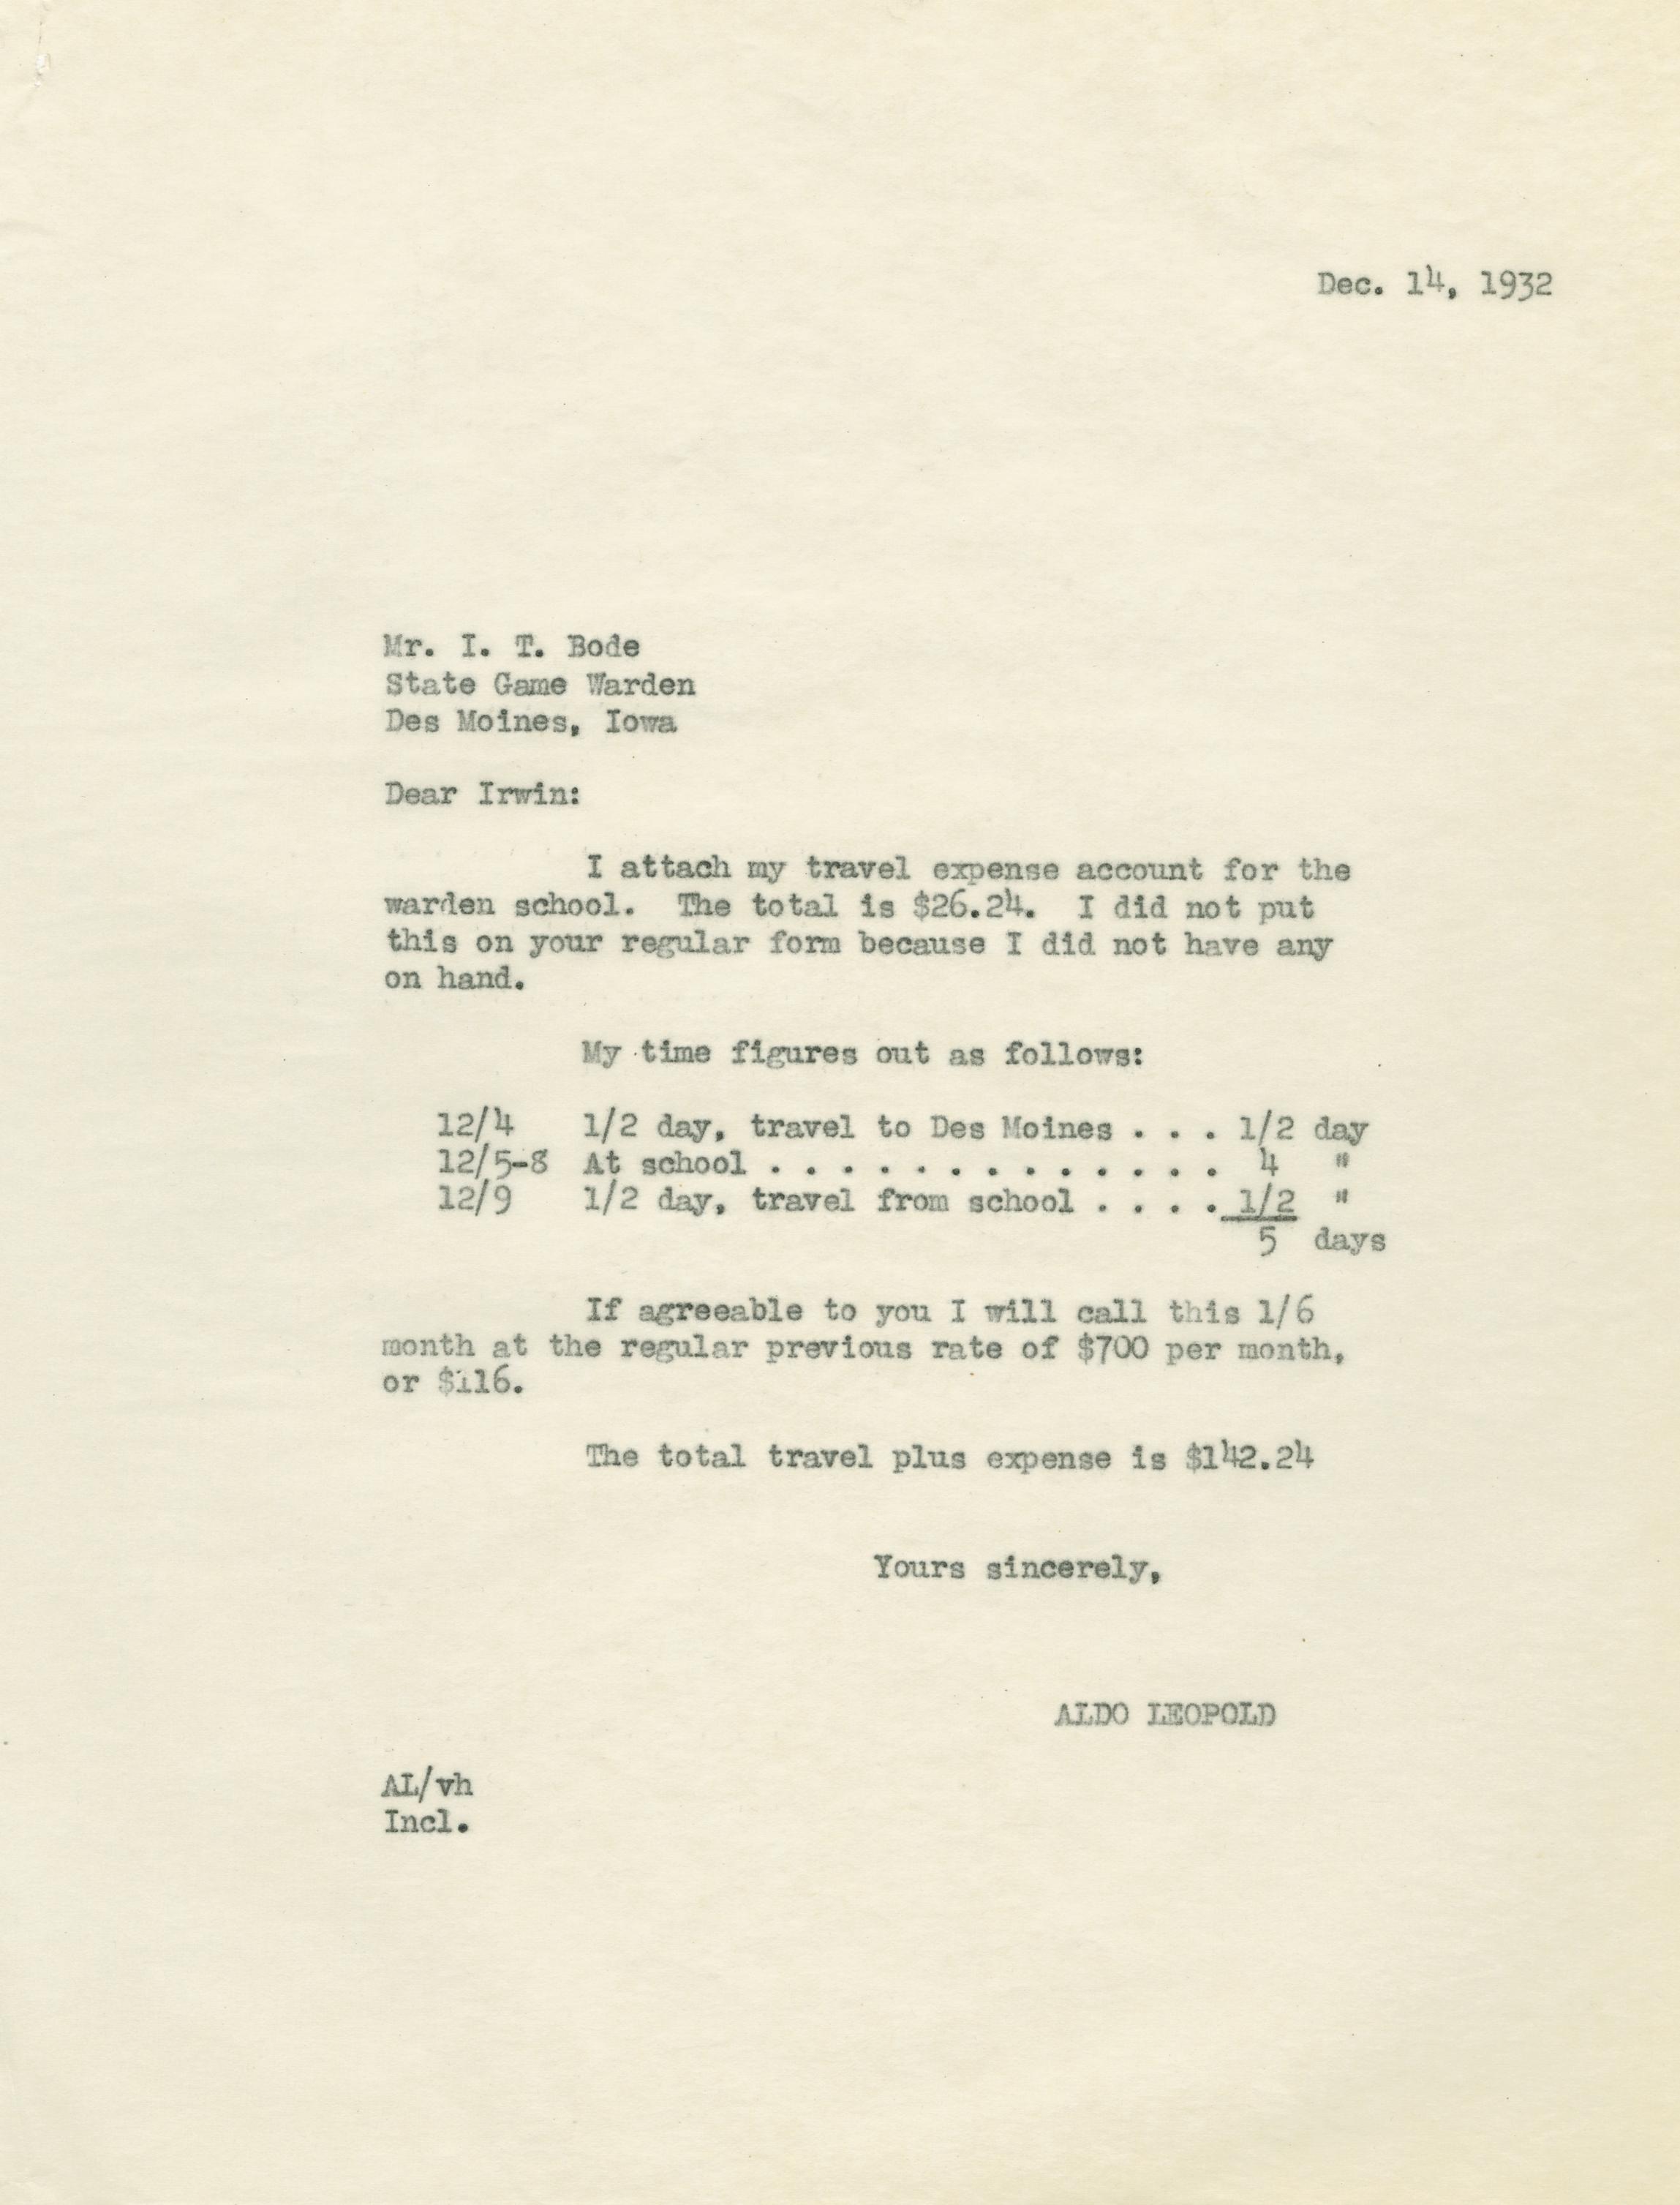 Dec. 14, 1932
Mr. I. T. Bode
State Game Warden
Des Moines, Iowa
Dear Irwin:
I attach my travel expense account for the
warden school. The total is $26.24. I did not put
this on your regular form because I did not have any
on hand.
My time figures out as follows:
12/4 1/2 day, travel to Des Moines . . . 1/2 day
12/5-8 At school . . . . . . . . . . . . . 4 "
12/9 1/2 day, travel from school . . . . 1/2 "
5 days
If agreeable to you I will call this 1/6
month at the regular previous rate of $700 per month,
or $116.
The total travel plus expense is $142.24
Yours sincerely,
ALDO LEOPOLD
AL/vh
Incl.